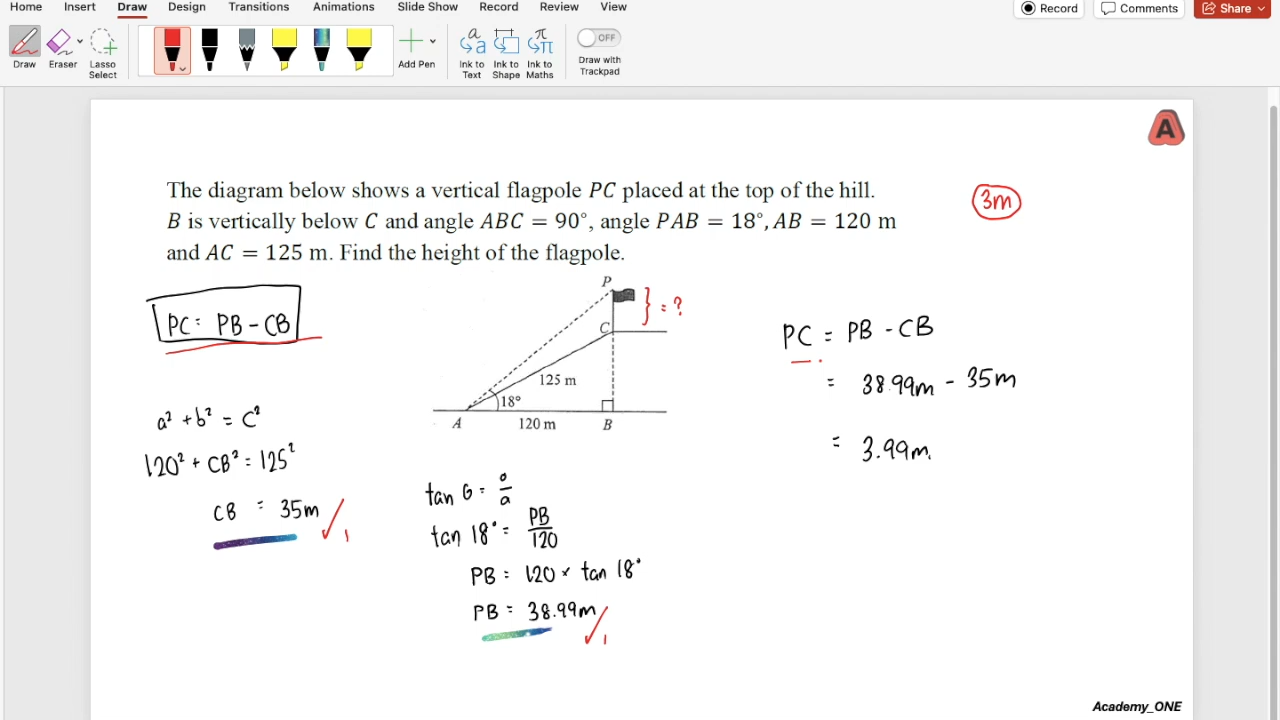 Home Insert Draw Design Transitions Animations Slide Show Record Review View Record Comments Share
Draw Eraser Lasso Select Add Pen Ink to Text Ink to Shape Ink to Maths OFF Draw with Trackpad
A
The diagram below shows a vertical flagpole PC placed at the top of the hill.
B is vertically below C and angle ABC = 90°, angle PAB = 18°, AB = 120 m
and AC = 125 m. Find the height of the flagpole.
3m
PC = PB - CB
P
} = ?
C
125 m
18°
A 120 m B
a² + b² = c²
120² + CB² = 125²
CB = 35m
✓1
tan θ = o/a
tan 18° = PB/120
PB = 120 × tan 18°
PB = 38.99m
✓1
PC = PB - CB
= 38.99m - 35m
= 3.99m
Academy_ONE